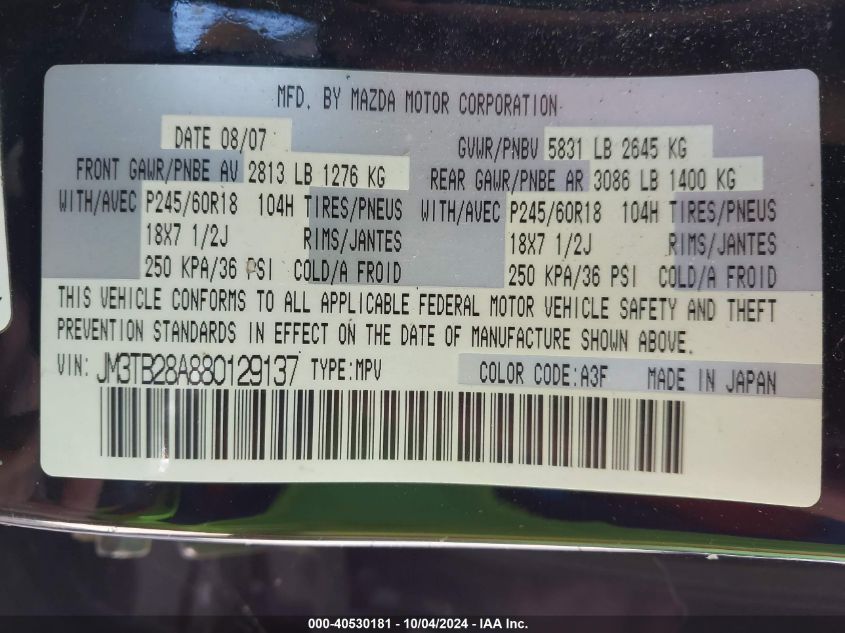 MFD. BY MAZDA MOTOR CORPORATION
DATE 08/07 GVWR/PNBV 5831 LB 2645 KG
FRONT GAWR/PNBE AV 2813 LB 1276 KG REAR GAWR/PNBE AR 3086 LB 1400 KG
WITH/AVEC P245/60R18 104H TIRES/PNEUS WITH/AVEC P245/60R18 104H TIRES/PNEUS
18X7 1/2J RIMS/JANTES 18X7 1/2J RIMS/JANTES
250 KPA/36 PSI COLD/A FROID 250 KPA/36 PSI COLD/A FROID
THIS VEHICLE CONFORMS TO ALL APPLICABLE FEDERAL MOTOR VEHICLE SAFETY AND THEFT
PREVENTION STANDARDS IN EFFECT ON THE DATE OF MANUFACTURE SHOWN ABOVE.
VIN: JM3TB28A880129137 TYPE:MPV COLOR CODE:A3F MADE IN JAPAN
000-40530181 - 10/04/2024 - IAA Inc.